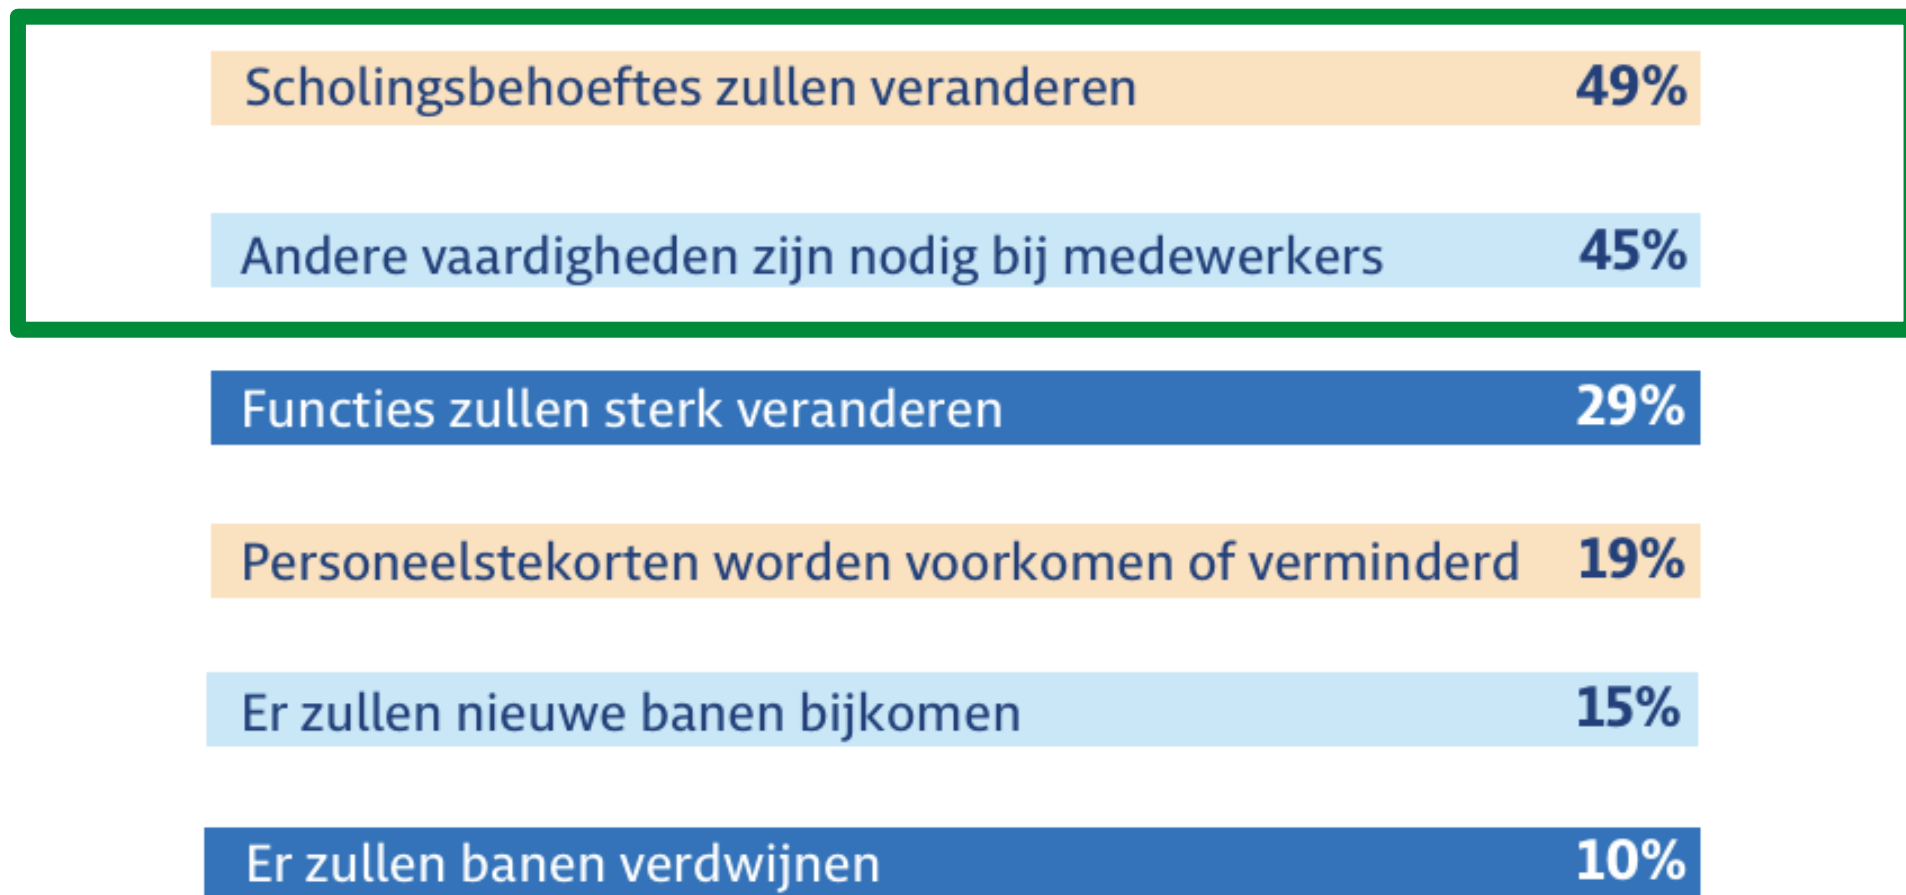 Scholingsbehoeftes zullen veranderen 49%
Andere vaardigheden zijn nodig bij medewerkers 45%
Functies zullen sterk veranderen 29%
Personeelstekorten worden voorkomen of verminderd 19%
Er zullen nieuwe banen bijkomen 15%
Er zullen banen verdwijnen 10%